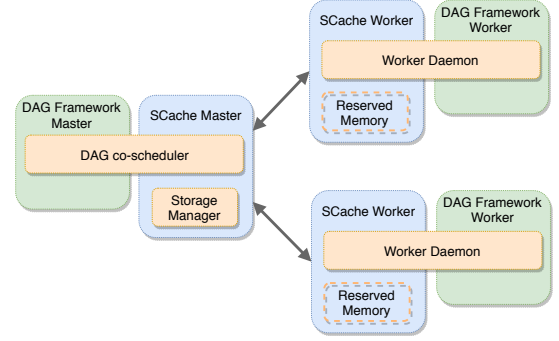 DAG Framework
Master
SCache Master
DAG co-scheduler
Storage
Manager
SCache Worker
DAG Framework
Worker
Worker Daemon
Reserved
Memory
SCache Worker
DAG Framework
Worker
Worker Daemon
Reserved
Memory